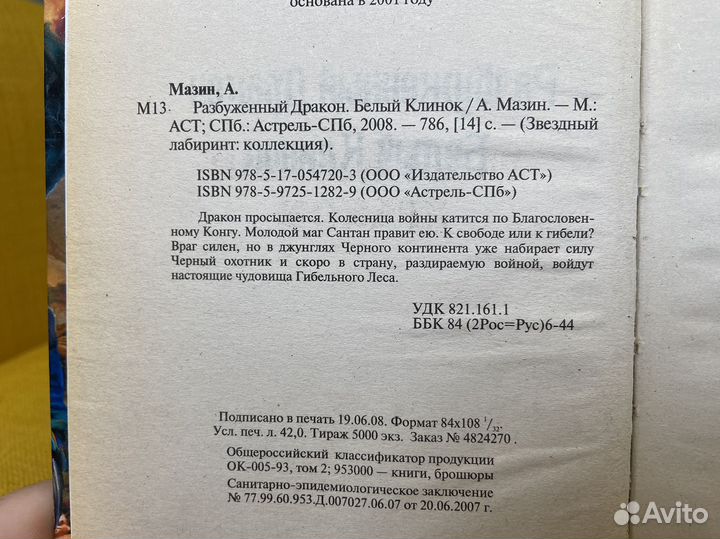 основана в 2001 году
Мазин, А.
М13 Разбуженный Дракон. Белый Клинок / А. Мазин. — М.:
АСТ; СПб.: Астрель-СПб, 2008. — 786, [14] с. — (Звездный
лабиринт: коллекция).
ISBN 978-5-17-054720-3 (ООО «Издательство АСТ»)
ISBN 978-5-9725-1282-9 (ООО «Астрель-СПб»)
Дракон просыпается. Колесница войны катится по Благословен-
ному Конгу. Молодой маг Сантан правит ею. К свободе или к гибели?
Враг силен, но в джунглях Черного континента уже набирает силу
Черный охотник и скоро в страну, раздираемую войной, войдут
настоящие чудовища Гибельного Леса.
УДК 821.161.1
ББК 84 (2Рос=Рус)6-44
Подписано в печать 19.06.08. Формат 84х108 1/32.
Усл. печ. л. 42,0. Тираж 5000 экз. Заказ № 4824270 .
Общероссийский классификатор продукции
ОК-005-93, том 2; 953000 — книги, брошюры
Санитарно-эпидемиологическое заключение
№ 77.99.60.953.Д.007027.06.07 от 20.06.2007 г.
Avito